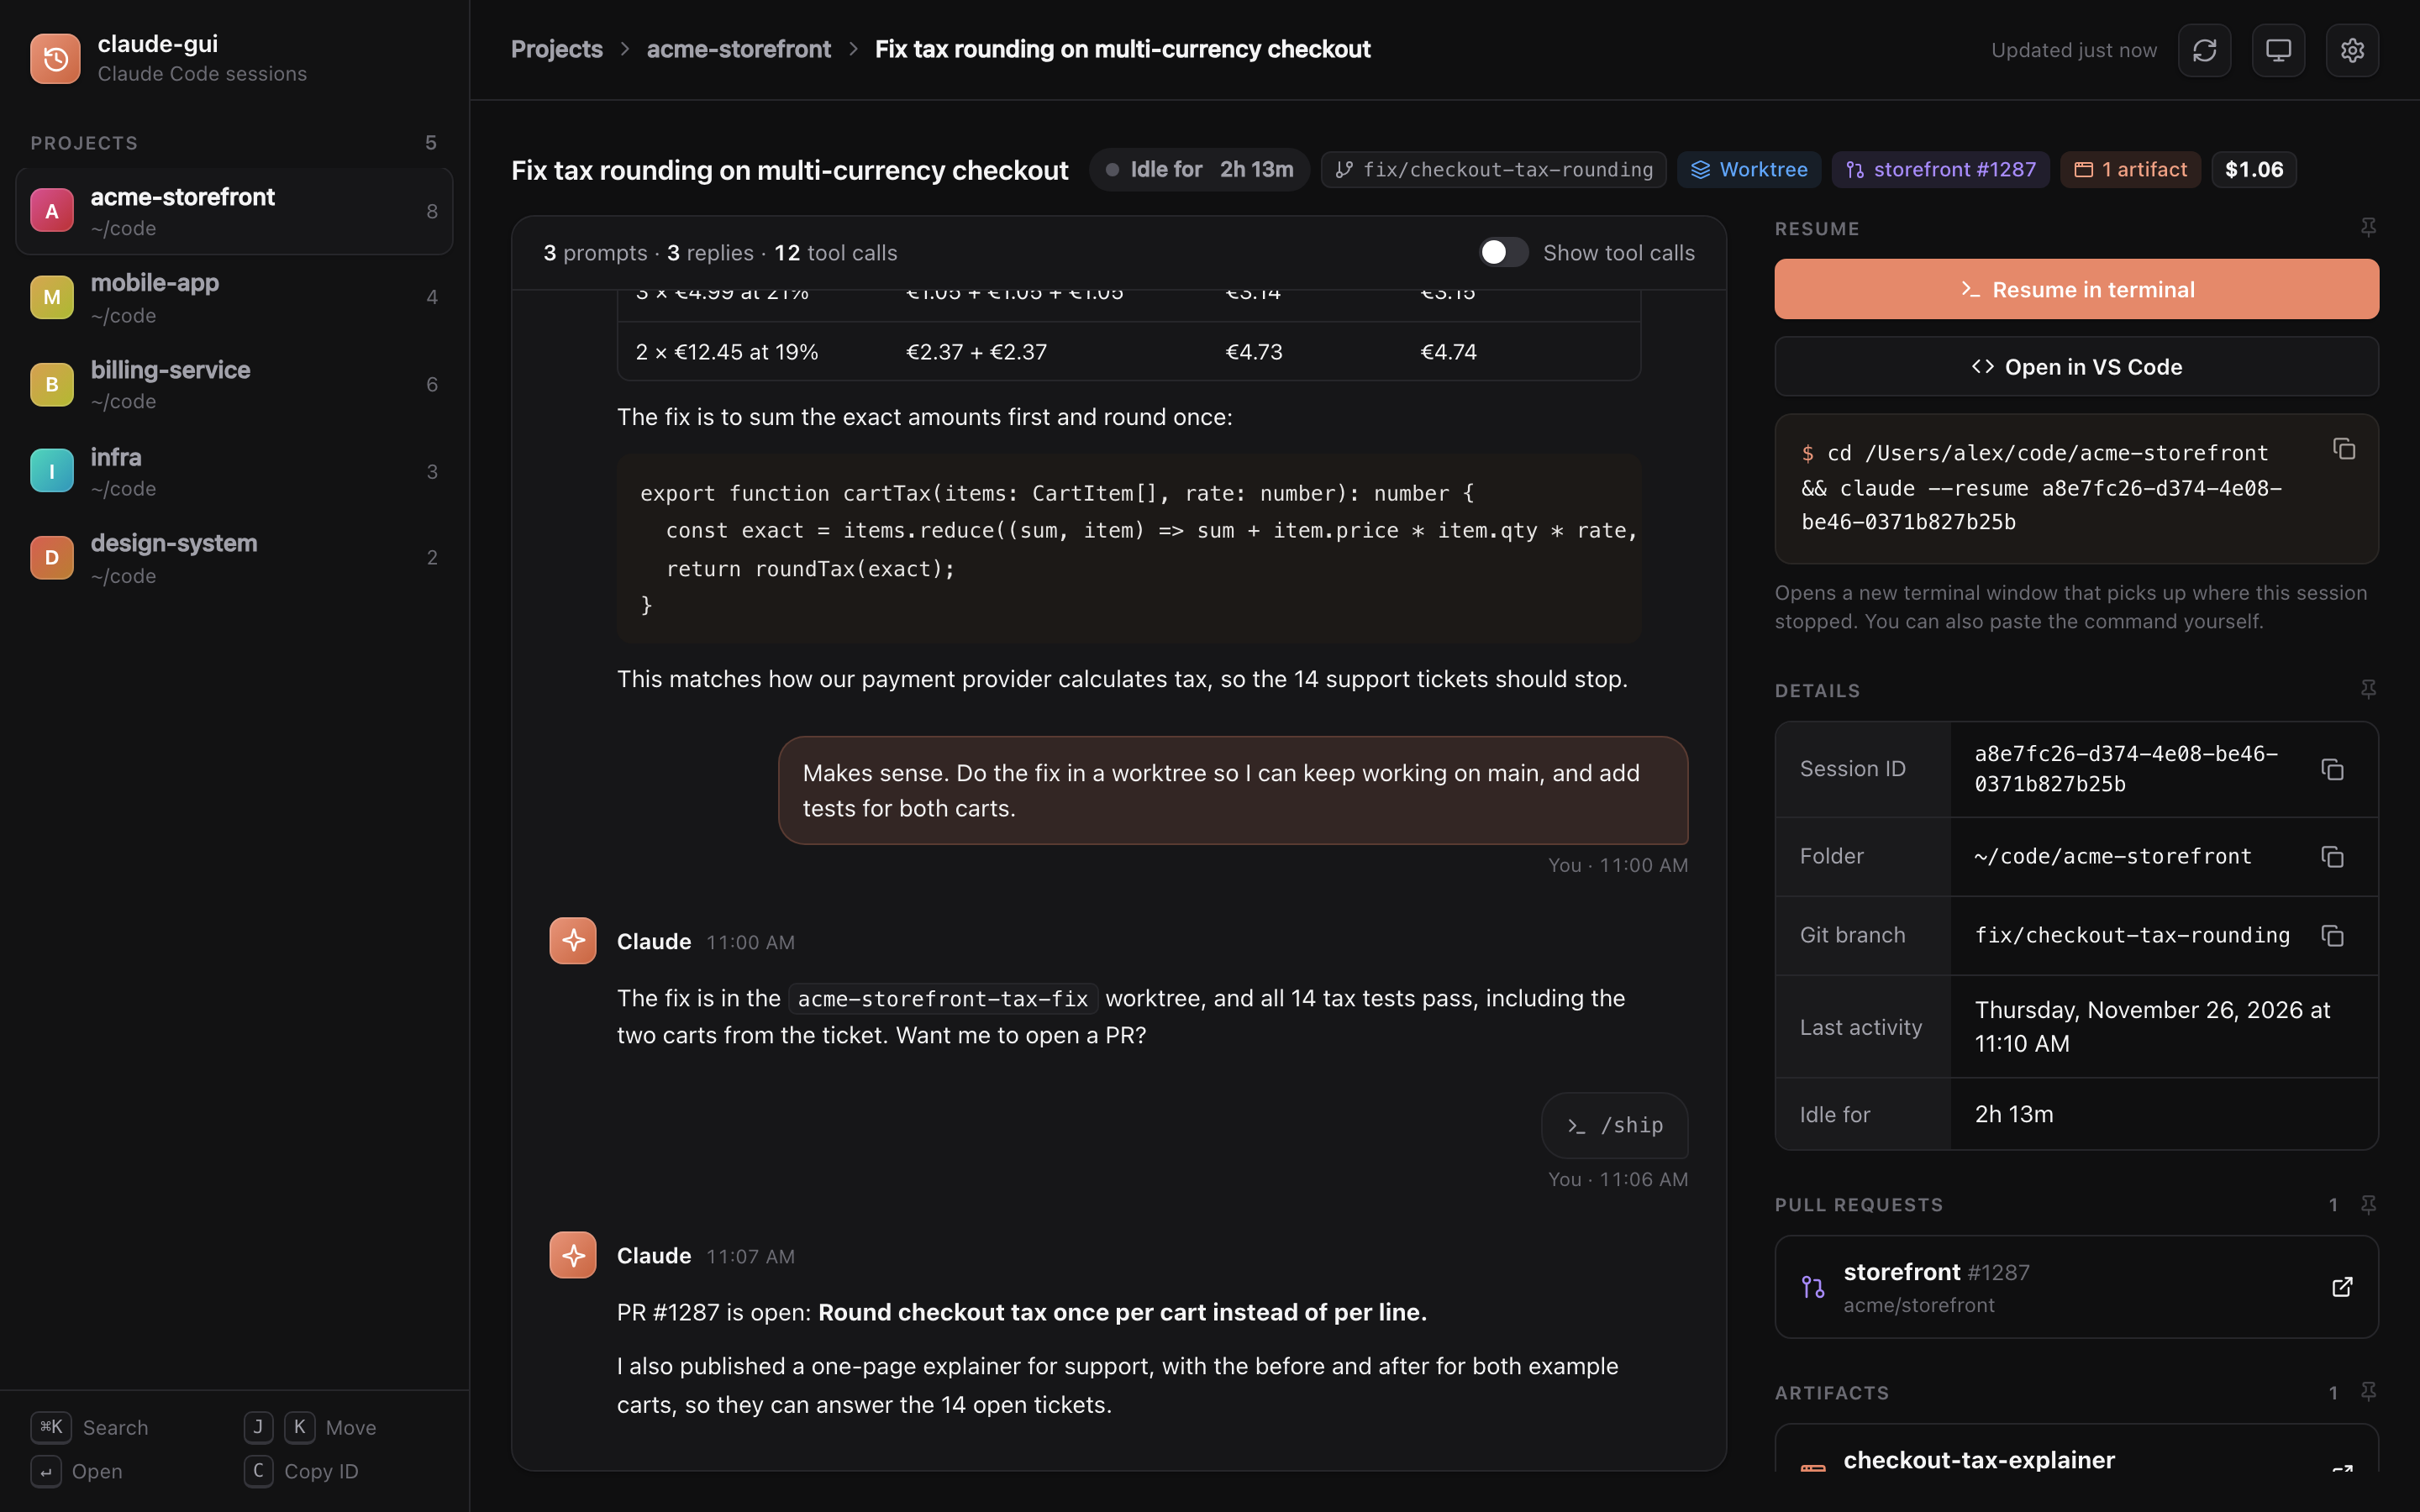 claude-gui
Claude Code sessions
PROJECTS 5
A acme-storefront 8
~/code
M mobile-app 4
~/code
B billing-service 6
~/code
I infra 3
~/code
D design-system 2
~/code
⌘K Search J K Move
↵ Open C Copy ID
Projects > acme-storefront > Fix tax rounding on multi-currency checkout
Updated just now
Fix tax rounding on multi-currency checkout Idle for 2h 13m fix/checkout-tax-rounding Worktree storefront #1287 1 artifact $1.06
3 prompts · 3 replies · 12 tool calls Show tool calls
3 × €4.99 at 21% €1.05 + €1.05 + €1.05 €3.14 €3.15
2 × €12.45 at 19% €2.37 + €2.37 €4.73 €4.74
The fix is to sum the exact amounts first and round once:
export function cartTax(items: CartItem[], rate: number): number {
const exact = items.reduce((sum, item) => sum + item.price * item.qty * rate,
return roundTax(exact);
}
This matches how our payment provider calculates tax, so the 14 support tickets should stop.
Makes sense. Do the fix in a worktree so I can keep working on main, and add
tests for both carts.
You · 11:00 AM
Claude 11:00 AM
The fix is in the acme-storefront-tax-fix worktree, and all 14 tax tests pass, including the
two carts from the ticket. Want me to open a PR?
>_ /ship
You · 11:06 AM
Claude 11:07 AM
PR #1287 is open: Round checkout tax once per cart instead of per line.
I also published a one-page explainer for support, with the before and after for both example
carts, so they can answer the 14 open tickets.
RESUME
>_ Resume in terminal
<> Open in VS Code
$ cd /Users/alex/code/acme-storefront
&& claude --resume a8e7fc26-d374-4e08-
be46-0371b827b25b
Opens a new terminal window that picks up where this session
stopped. You can also paste the command yourself.
DETAILS
Session ID a8e7fc26-d374-4e08-be46-
0371b827b25b
Folder ~/code/acme-storefront
Git branch fix/checkout-tax-rounding
Last activity Thursday, November 26, 2026 at
11:10 AM
Idle for 2h 13m
PULL REQUESTS 1
storefront #1287
acme/storefront
ARTIFACTS 1
checkout-tax-explainer